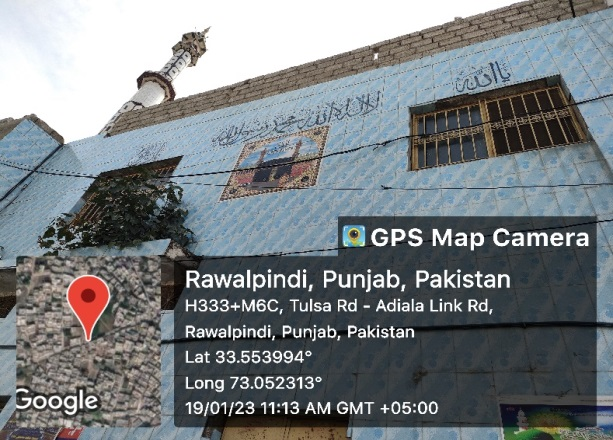 لا اله الا الله محمد رسول الله
یا اللہ
GPS Map Camera
Rawalpindi, Punjab, Pakistan
H333+M6C, Tulsa Rd - Adiala Link Rd,
Rawalpindi, Punjab, Pakistan
Lat 33.553994°
Long 73.052313°
19/01/23 11:13 AM GMT +05:00
Google